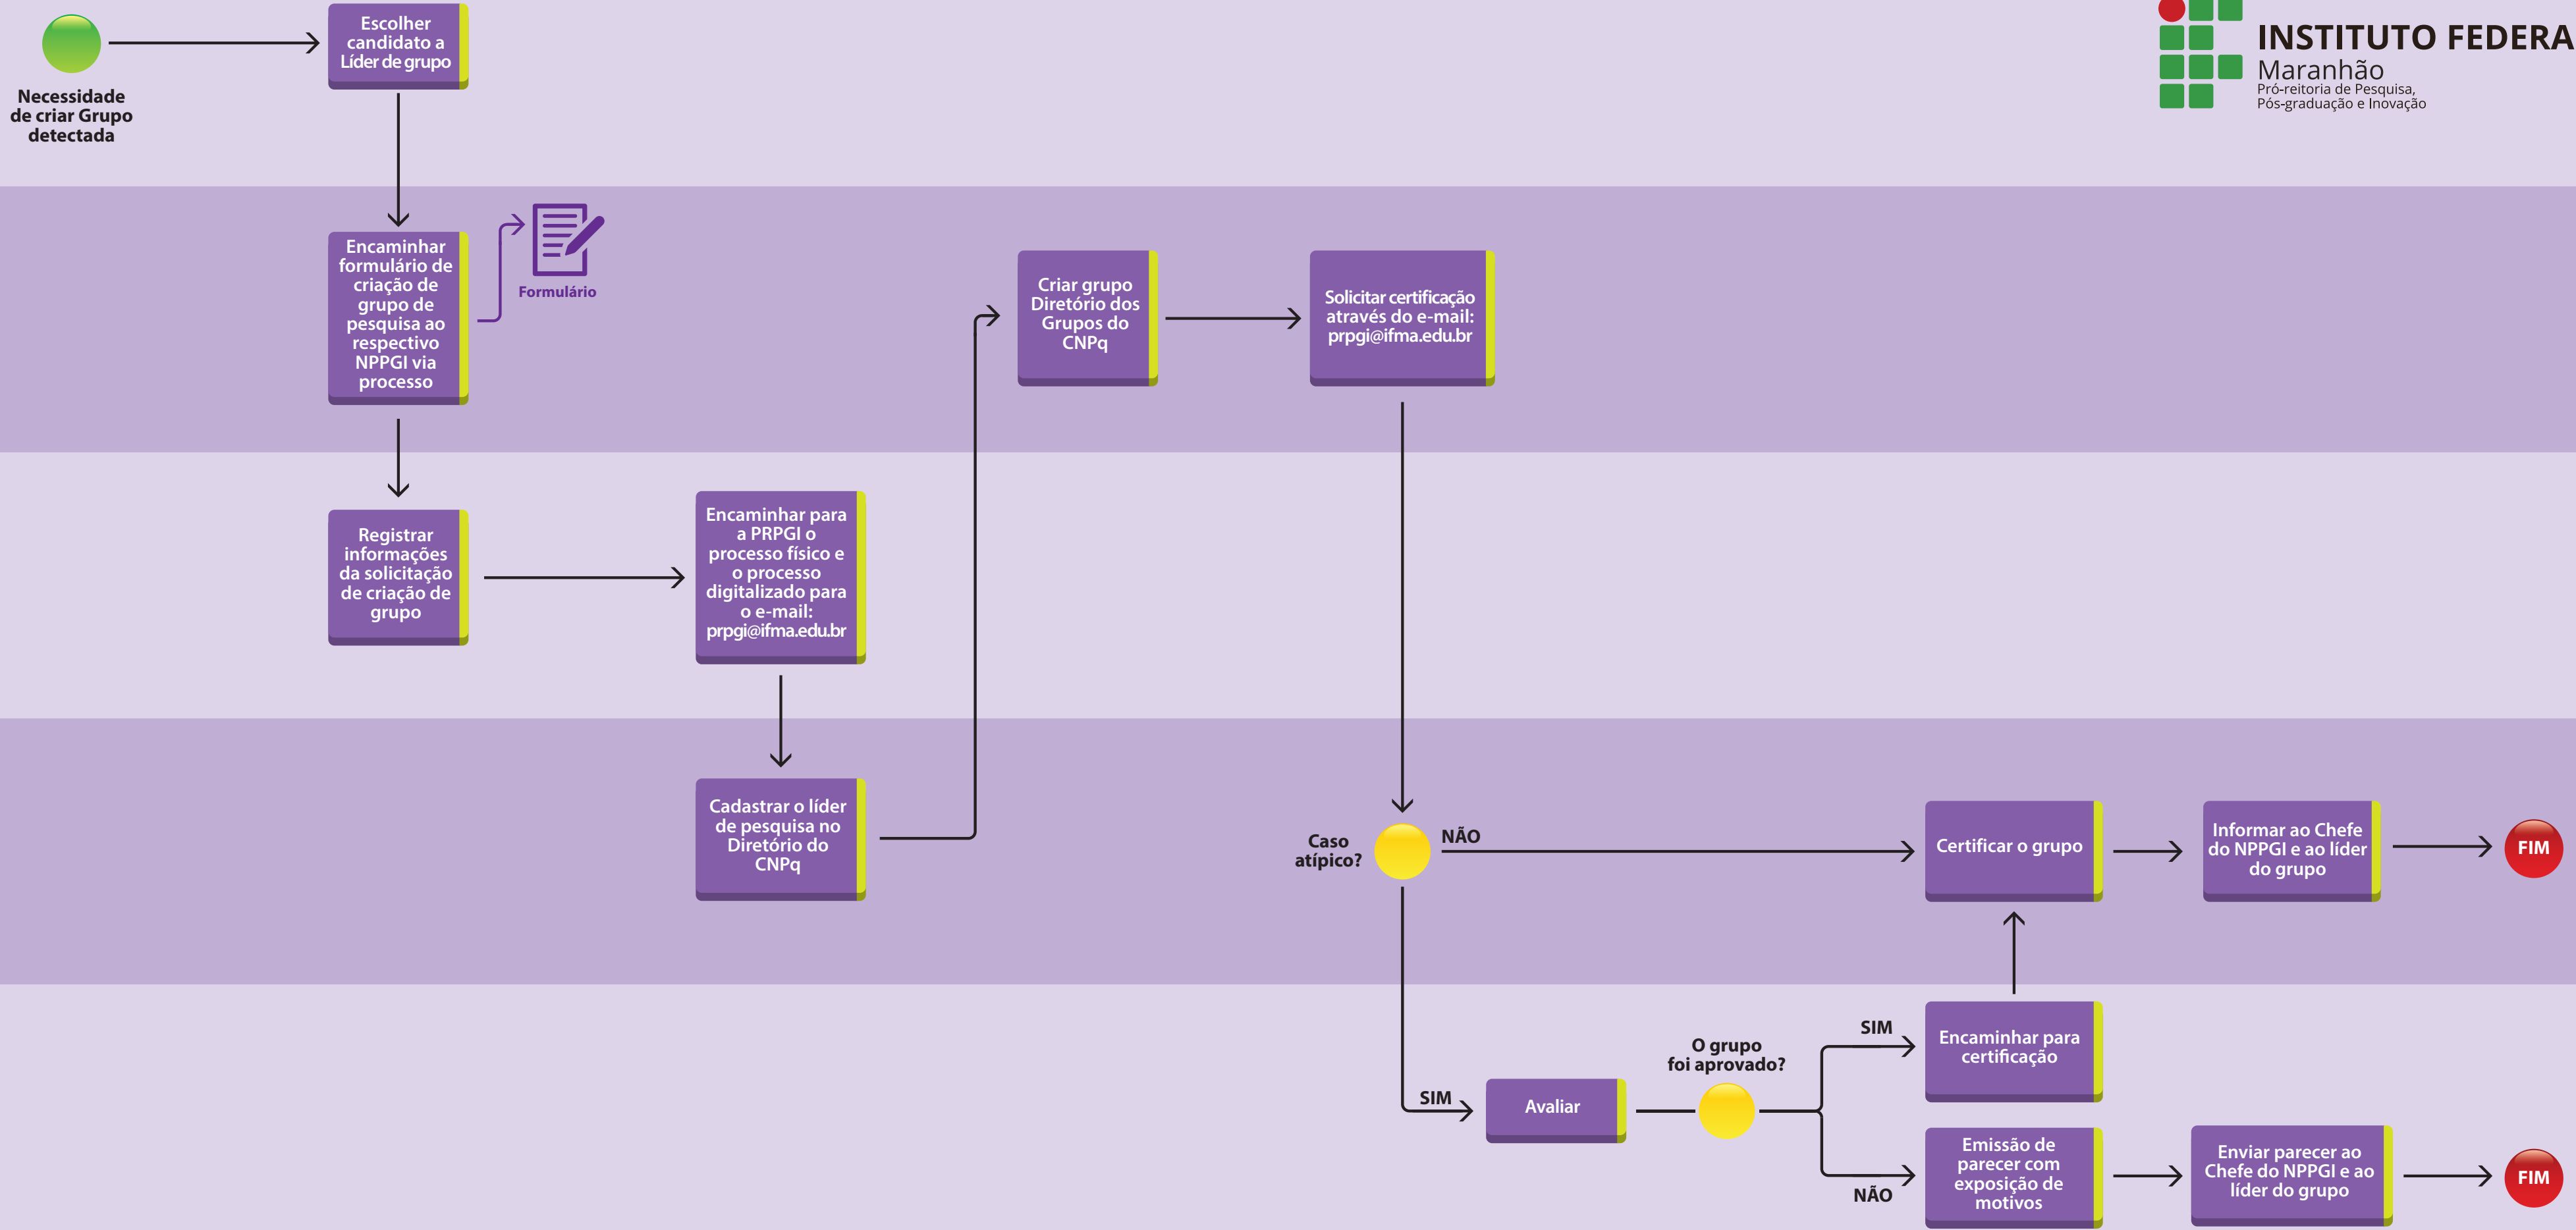 Escolher
candidato a
Líder de grupo
INSTITUTO FEDERA
Maranhão
Pró-reitoria de Pesquisa,
Pós-graduação e Inovação
Necessidade
de criar Grupo
detectada
Encaminhar
formulário de
criação de
grupo de
pesquisa ao
respectivo
NPPGI via
processo
Formulário
Criar grupo
Diretório dos
Grupos do
CNPq
Solicitar certificação
através do e-mail:
prpgi@ifma.edu.br
Registrar
informações
da solicitação
de criação de
grupo
Encaminhar para
a PRPGI o
processo físico e
o processo
digitalizado para
o e-mail:
prpgi@ifma.edu.br
Cadastrar o líder
de pesquisa no
Diretório do
CNPq
Caso
atípico?
NÃO
Certificar o grupo
Informar ao Chefe
do NPPGI e ao líder
do grupo
FIM
SIM
Avaliar
O grupo
foi aprovado?
SIM
Encaminhar para
certificação
NÃO
Emissão de
parecer com
exposição de
motivos
Enviar parecer ao
Chefe do NPPGI e ao
líder do grupo
FIM